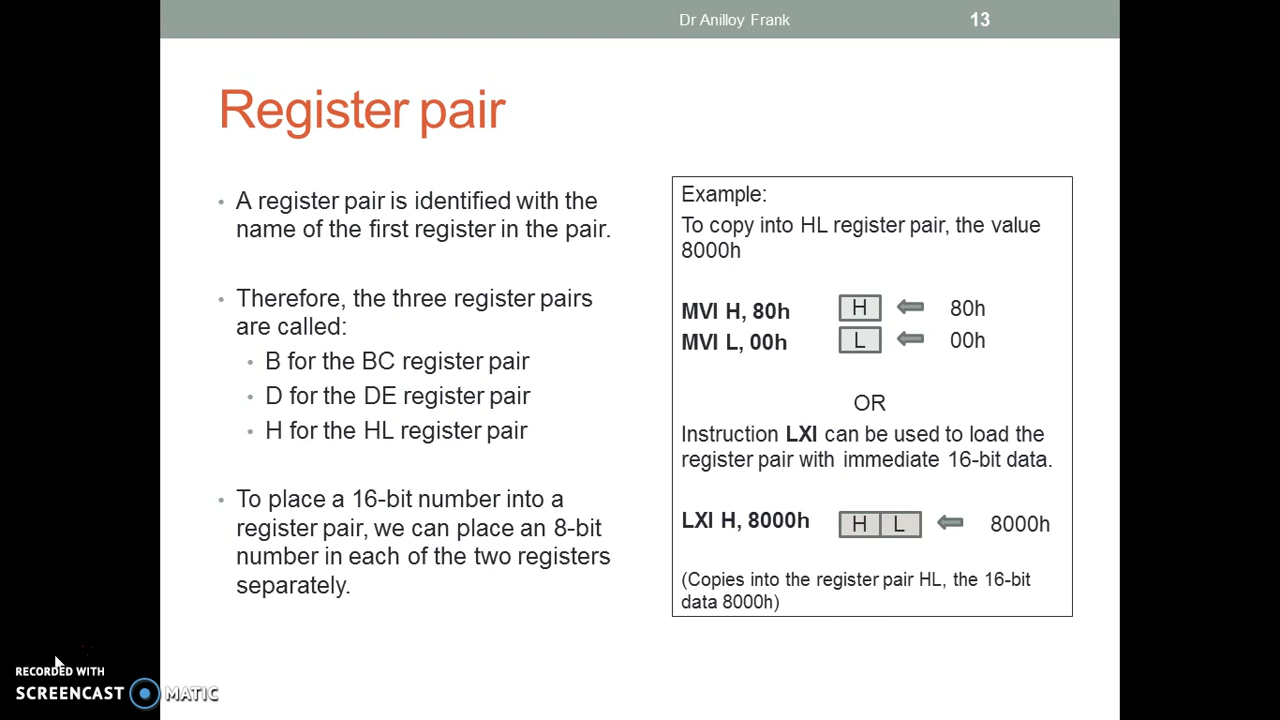 Dr Anilloy Frank 13
Register pair
• A register pair is identified with the
name of the first register in the pair.
• Therefore, the three register pairs
are called:
• B for the BC register pair
• D for the DE register pair
• H for the HL register pair
• To place a 16-bit number into a
register pair, we can place an 8-bit
number in each of the two registers
separately.
Example:
To copy into HL register pair, the value
8000h
MVI H, 80h H 80h
MVI L, 00h L 00h
OR
Instruction LXI can be used to load the
register pair with immediate 16-bit data.
LXI H, 8000h H L 8000h
(Copies into the register pair HL, the 16-bit
data 8000h)
RECORDED WITH
SCREENCAST MATIC